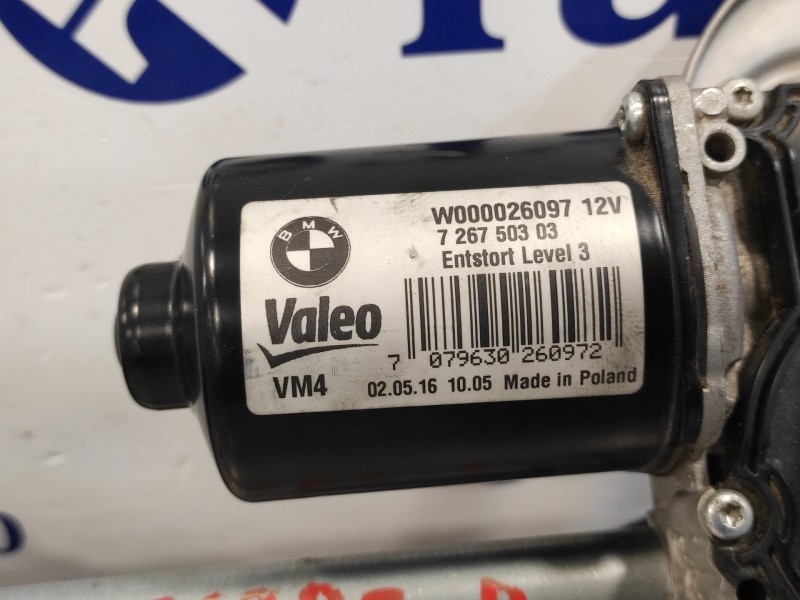 W000026097 12V
7 267 503 03
Entstort Level 3
BMW
Valeo
7 079630 260972
VM4
02.05.16 10.05 Made in Poland